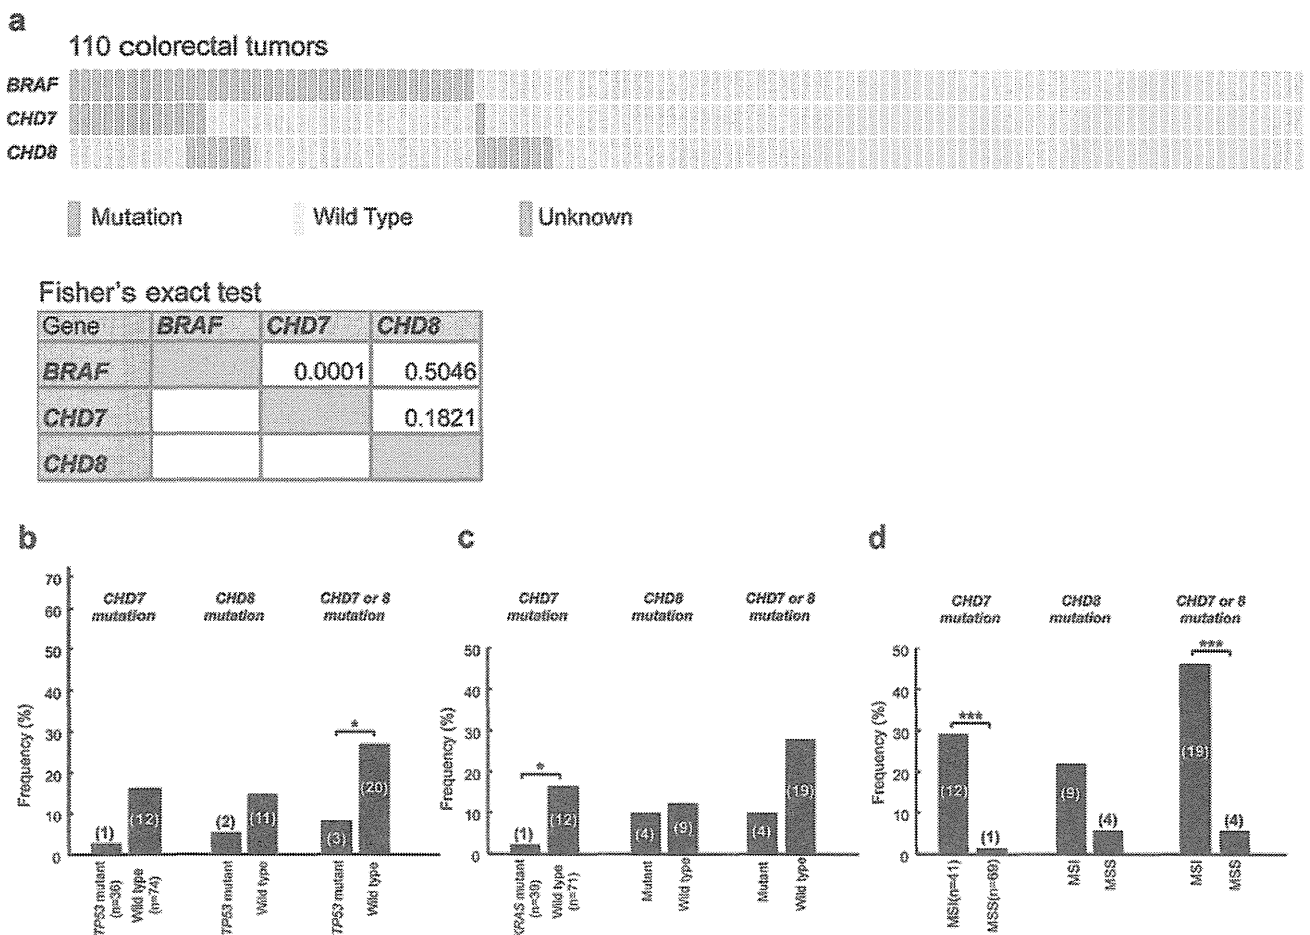 a
110 colorectal tumors
BRAF
CHD7
CHD8
Mutation Wild Type Unknown
Fisher's exact test
Gene BRAF CHD7 CHD8
BRAF 0.0001 0.5046
CHD7 0.1821
CHD8
b
Frequency (%)
70
60
50
40
30
20
10
0
CHD7 mutation
CHD8 mutation
CHD7 or 8 mutation
*
(1)
(12)
(2)
(11)
(3)
(20)
TP53 mutant (n=36)
Wild type (n=74)
TP53 mutant
Wild type
TP53 mutant
Wild type
c
Frequency (%)
50
40
30
20
10
0
CHD7 mutation
CHD8 mutation
CHD7 or 8 mutation
*
(1)
(12)
(4)
(9)
(4)
(19)
KRAS mutant (n=39)
Wild type (n=71)
Mutant
Wild type
Mutant
Wild type
d
Frequency (%)
50
40
30
20
10
0
CHD7 mutation
CHD8 mutation
CHD7 or 8 mutation
***
***
(12)
(1)
(9)
(4)
(19)
(4)
MSI(n=41)
MSS(n=69)
MSI
MSS
MSI
MSS